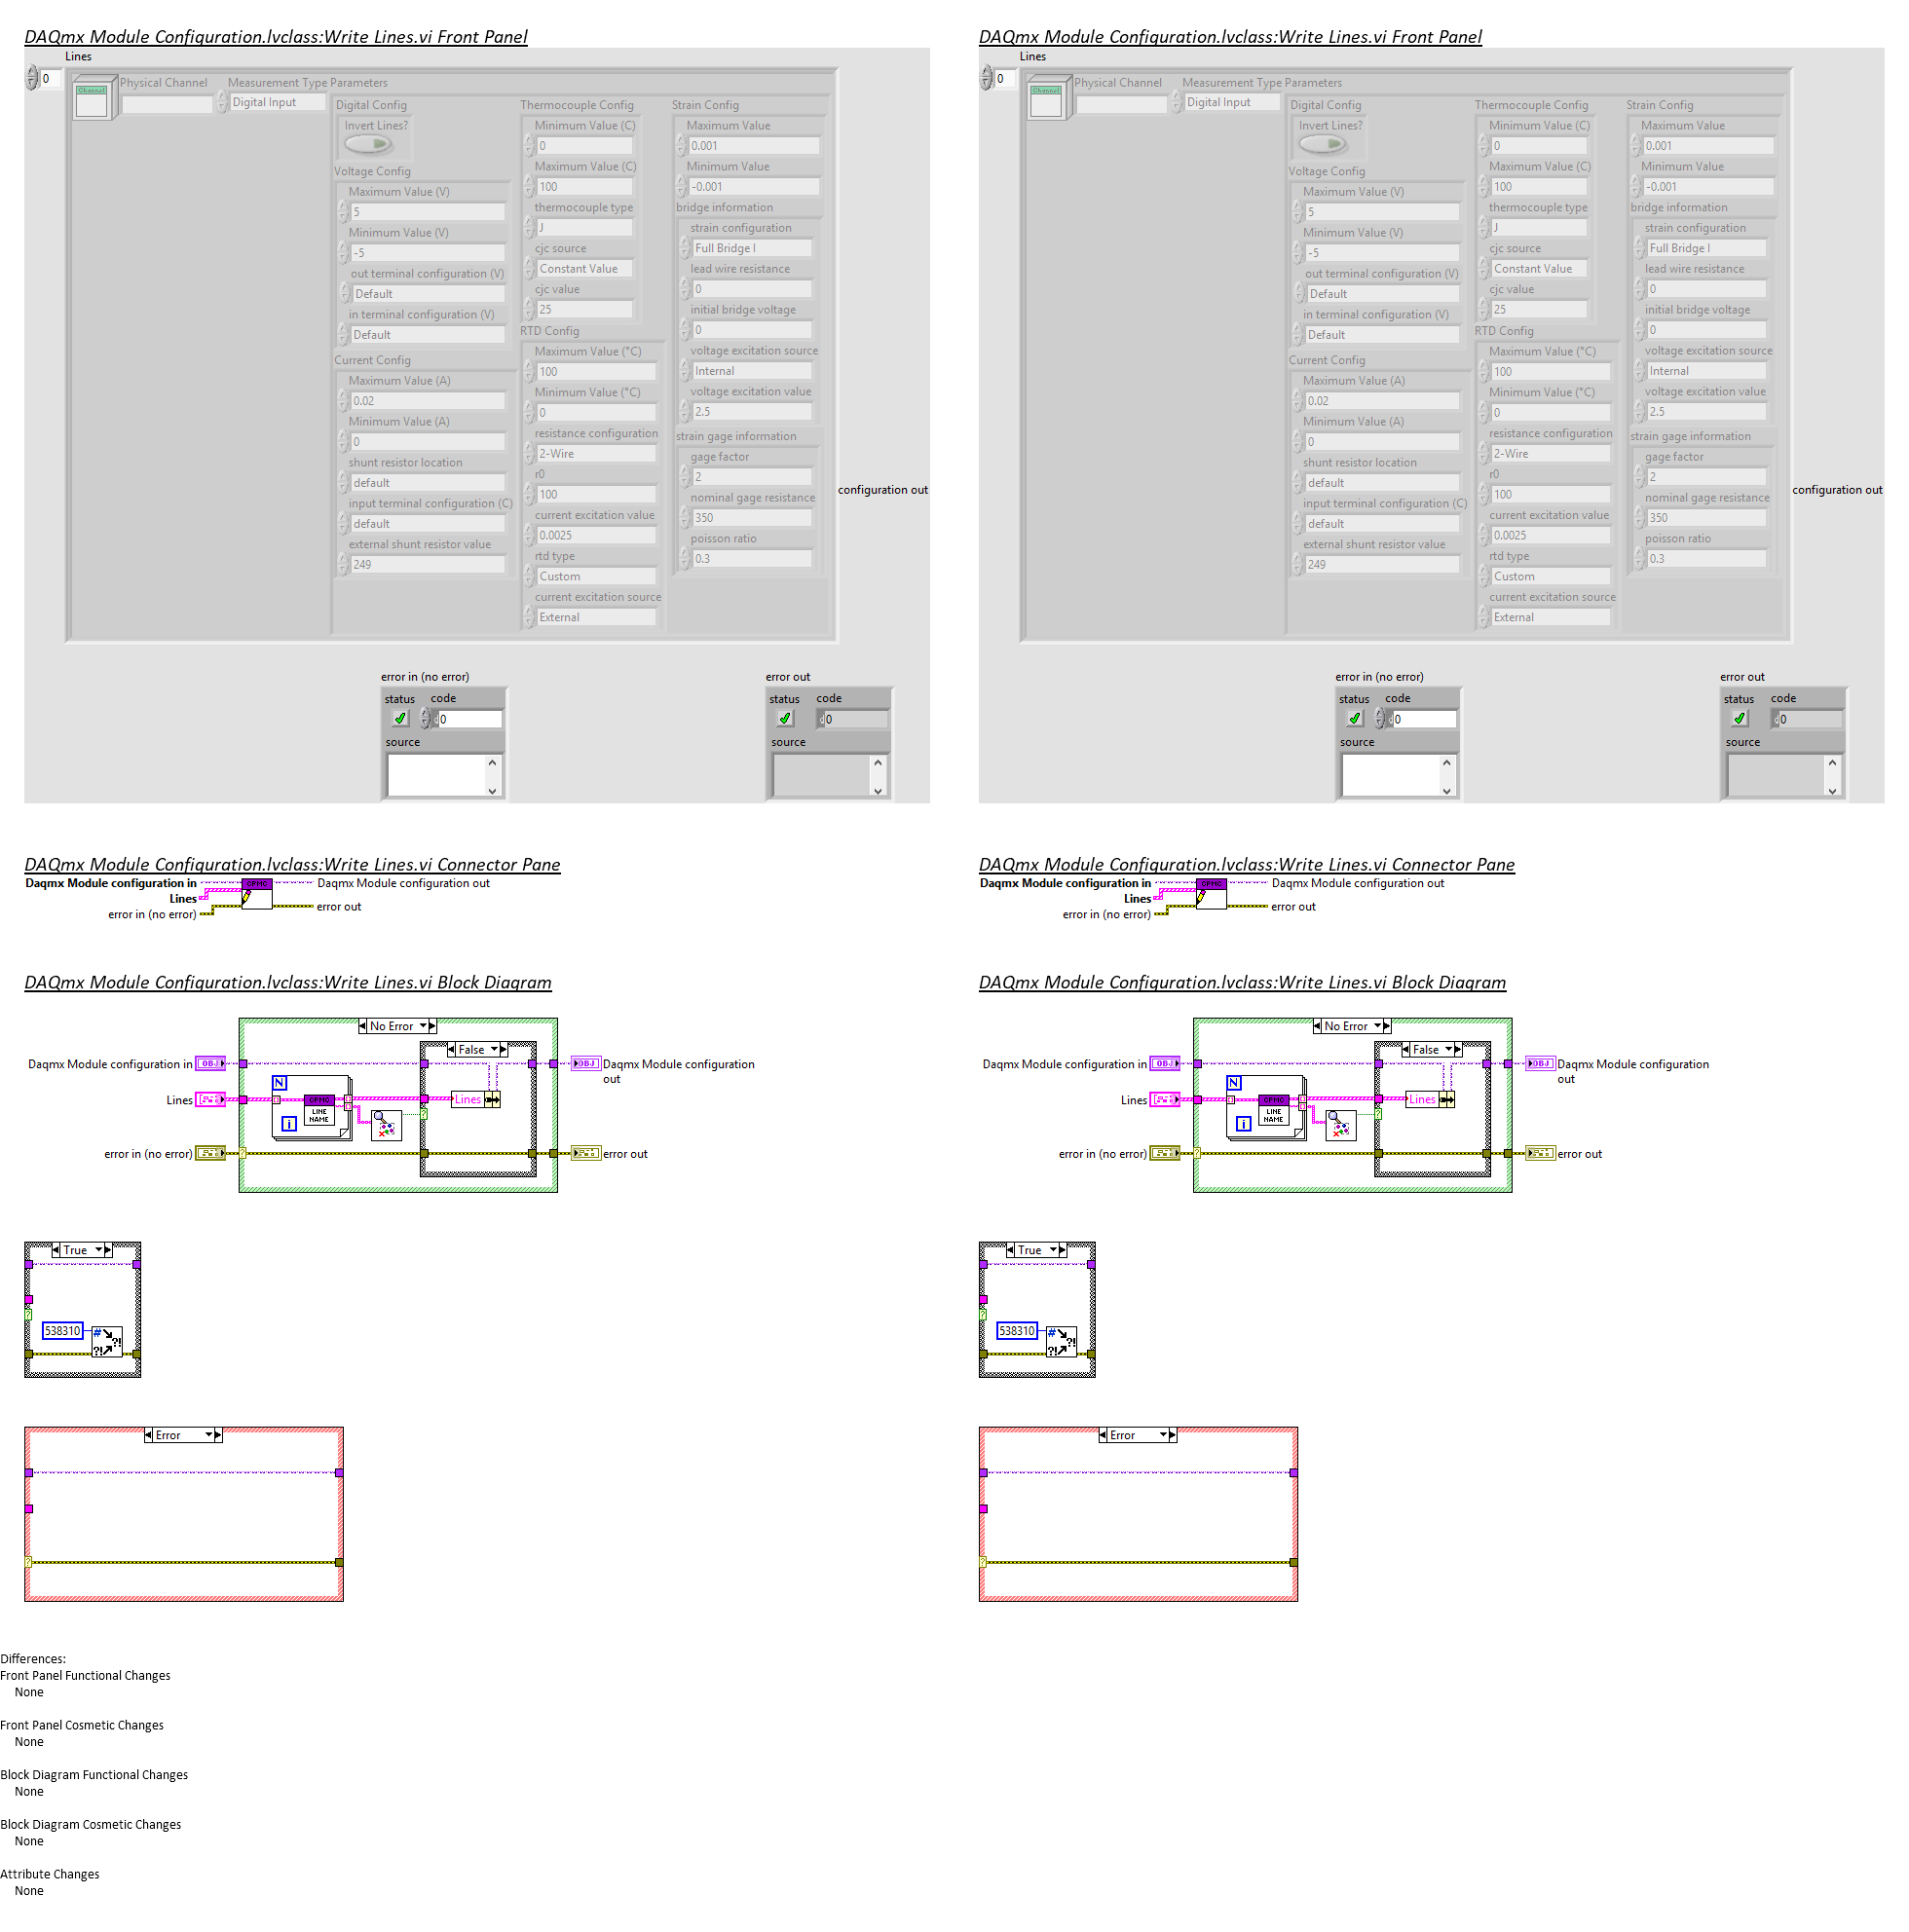 DAQmx Module Configuration.lvclass:Write Lines.vi Front Panel
Lines
0
Channel
Physical Channel
Measurement Type
Digital Input
Parameters
Digital Config
Invert Lines?
Voltage Config
Maximum Value (V)
5
Minimum Value (V)
-5
out terminal configuration (V)
Default
in terminal configuration (V)
Default
Current Config
Maximum Value (A)
0.02
Minimum Value (A)
0
shunt resistor location
default
input terminal configuration (C)
default
external shunt resistor value
249
Thermocouple Config
Minimum Value (C)
0
Maximum Value (C)
100
thermocouple type
J
cjc source
Constant Value
cjc value
25
RTD Config
Maximum Value (°C)
100
Minimum Value (°C)
0
resistance configuration
2-Wire
r0
100
current excitation value
0.0025
rtd type
Custom
current excitation source
External
Strain Config
Maximum Value
0.001
Minimum Value
-0.001
bridge information
strain configuration
Full Bridge I
lead wire resistance
0
initial bridge voltage
0
voltage excitation source
Internal
voltage excitation value
2.5
strain gage information
gage factor
2
nominal gage resistance
350
poisson ratio
0.3
configuration out
error in (no error)
status code
d0
source
error out
status code
d0
source
DAQmx Module Configuration.lvclass:Write Lines.vi Front Panel
Lines
0
Channel
Physical Channel
Measurement Type
Digital Input
Parameters
Digital Config
Invert Lines?
Voltage Config
Maximum Value (V)
5
Minimum Value (V)
-5
out terminal configuration (V)
Default
in terminal configuration (V)
Default
Current Config
Maximum Value (A)
0.02
Minimum Value (A)
0
shunt resistor location
default
input terminal configuration (C)
default
external shunt resistor value
249
Thermocouple Config
Minimum Value (C)
0
Maximum Value (C)
100
thermocouple type
J
cjc source
Constant Value
cjc value
25
RTD Config
Maximum Value (°C)
100
Minimum Value (°C)
0
resistance configuration
2-Wire
r0
100
current excitation value
0.0025
rtd type
Custom
current excitation source
External
Strain Config
Maximum Value
0.001
Minimum Value
-0.001
bridge information
strain configuration
Full Bridge I
lead wire resistance
0
initial bridge voltage
0
voltage excitation source
Internal
voltage excitation value
2.5
strain gage information
gage factor
2
nominal gage resistance
350
poisson ratio
0.3
configuration out
error in (no error)
status code
d0
source
error out
status code
d0
source
DAQmx Module Configuration.lvclass:Write Lines.vi Connector Pane
Daqmx Module configuration in
Lines
error in (no error)
DPMO
Daqmx Module configuration out
error out
DAQmx Module Configuration.lvclass:Write Lines.vi Connector Pane
Daqmx Module configuration in
Lines
error in (no error)
DPMO
Daqmx Module configuration out
error out
DAQmx Module Configuration.lvclass:Write Lines.vi Block Diagram
No Error
False
Daqmx Module configuration in
OBJ
OBJ
Daqmx Module configuration
out
N
Lines
DPMO
LINE
NAME
i
Lines
?
error in (no error)
?
error out
True
?
538310
#
?!
?!
Error
?
DAQmx Module Configuration.lvclass:Write Lines.vi Block Diagram
No Error
False
Daqmx Module configuration in
OBJ
OBJ
Daqmx Module configuration
out
N
Lines
DPMO
LINE
NAME
i
Lines
?
error in (no error)
?
error out
True
?
538310
#
?!
?!
Error
?
Differences:
Front Panel Functional Changes
None
Front Panel Cosmetic Changes
None
Block Diagram Functional Changes
None
Block Diagram Cosmetic Changes
None
Attribute Changes
None